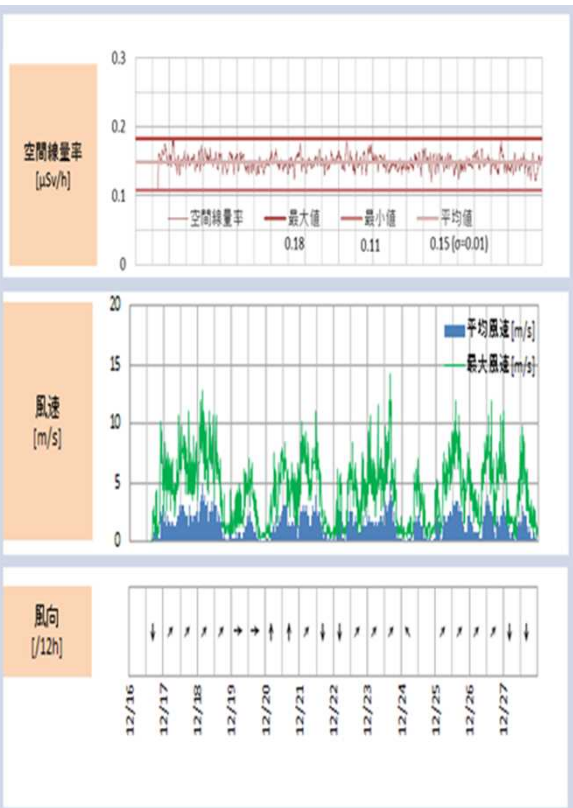 空間線量率
[μSv/h]
0.3
0.2
0.1
0
空間線量率 最大値 最小値 平均値
0.18 0.11 0.15 (σ=0.01)
風速
[m/s]
20
15
10
5
0
平均風速[m/s]
最大風速[m/s]
風向
[/12h]
↓ ↗ ↗ ↗ ↗ → → ↑ ↑ ↗ ↓ ↓ ↗ ↗ ↗ ↖ ↗ ↗ ↗ ↗ ↓ ↓
12/16
12/17
12/18
12/19
12/20
12/21
12/22
12/23
12/24
12/25
12/26
12/27